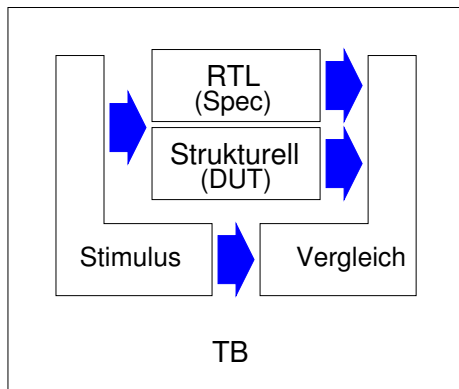 RTL
(Spec)
Strukturell
(DUT)
Stimulus
Vergleich
TB